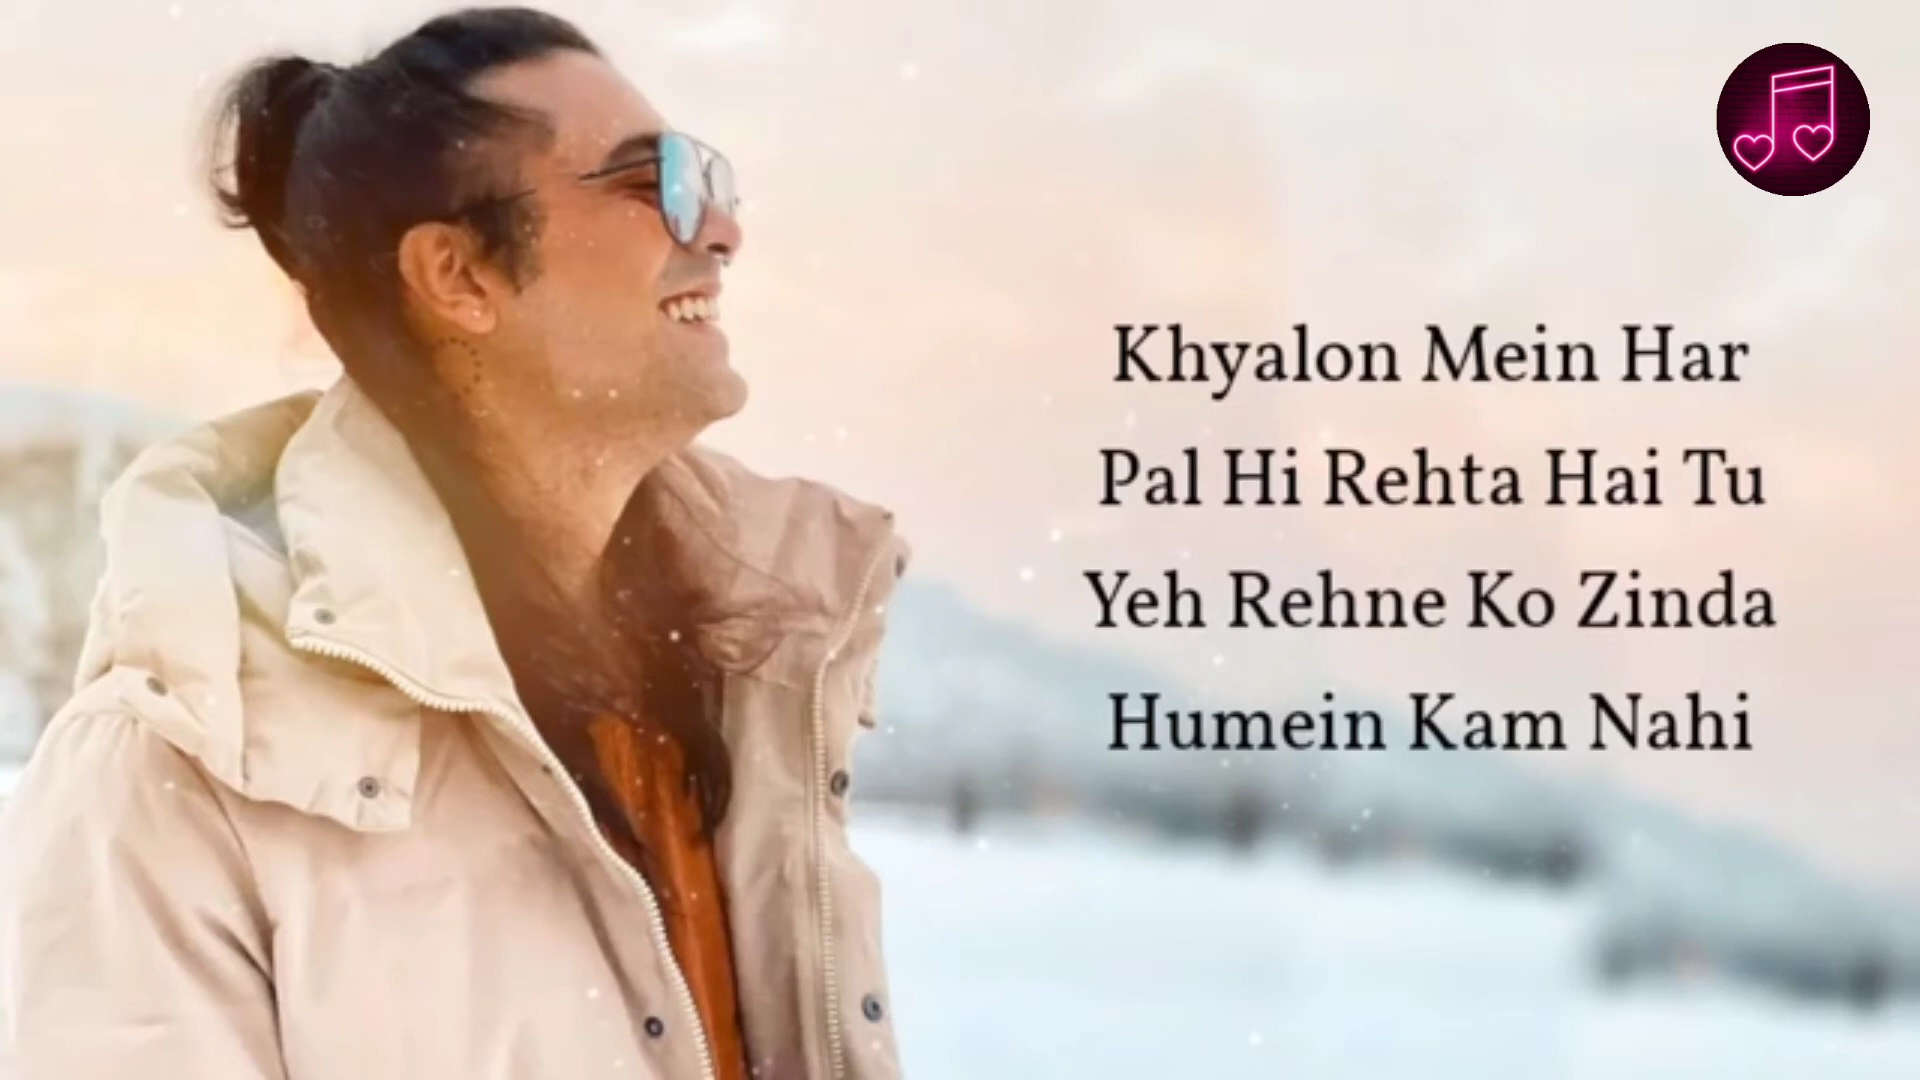 Khyalon Mein Har
Pal Hi Rehta Hai Tu
Yeh Rehne Ko Zinda
Humein Kam Nahi